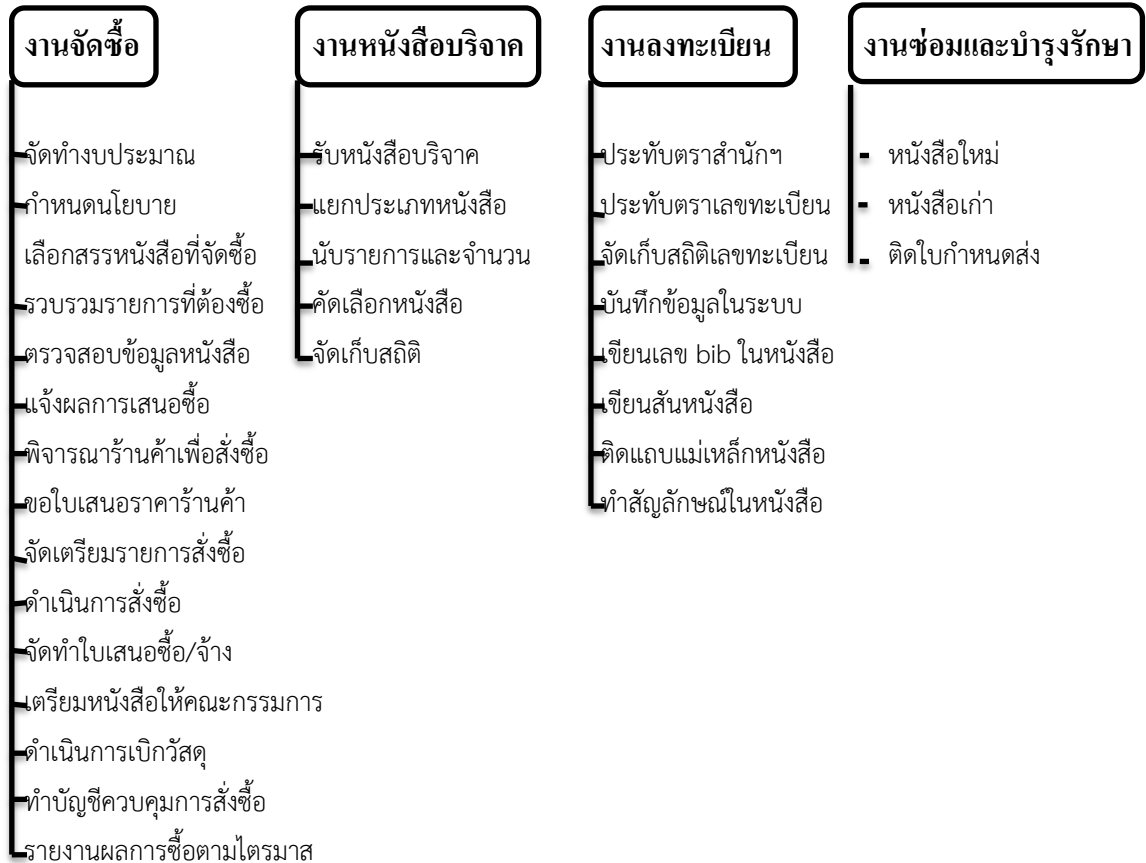 งานจัดซื้อ
จัดทำงบประมาณ
กำหนดนโยบาย
เลือกสรรหนังสือที่จัดซื้อ
รวบรวมรายการที่ต้องซื้อ
ตรวจสอบข้อมูลหนังสือ
แจ้งผลการเสนอซื้อ
พิจารณาร้านค้าเพื่อสั่งซื้อ
ขอใบเสนอราคาร้านค้า
จัดเตรียมรายการสั่งซื้อ
ดำเนินการสั่งซื้อ
จัดทำใบเสนอซื้อ/จ้าง
เตรียมหนังสือให้คณะกรรมการ
ดำเนินการเบิกวัสดุ
ทำบัญชีควบคุมการสั่งซื้อ
รายงานผลการซื้อตามไตรมาส
งานหนังสือบริจาค
รับหนังสือบริจาค
แยกประเภทหนังสือ
นับรายการและจำนวน
คัดเลือกหนังสือ
จัดเก็บสถิติ
งานลงทะเบียน
ประทับตราสำนักฯ
ประทับตราเลขทะเบียน
จัดเก็บสถิติเลขทะเบียน
บันทึกข้อมูลในระบบ
เขียนเลข bib ในหนังสือ
เขียนสันหนังสือ
ติดแถบแม่เหล็กหนังสือ
ทำสัญลักษณ์ในหนังสือ
งานซ่อมและบำรุงรักษา
- หนังสือใหม่
- หนังสือเก่า
- ติดใบกำหนดส่ง